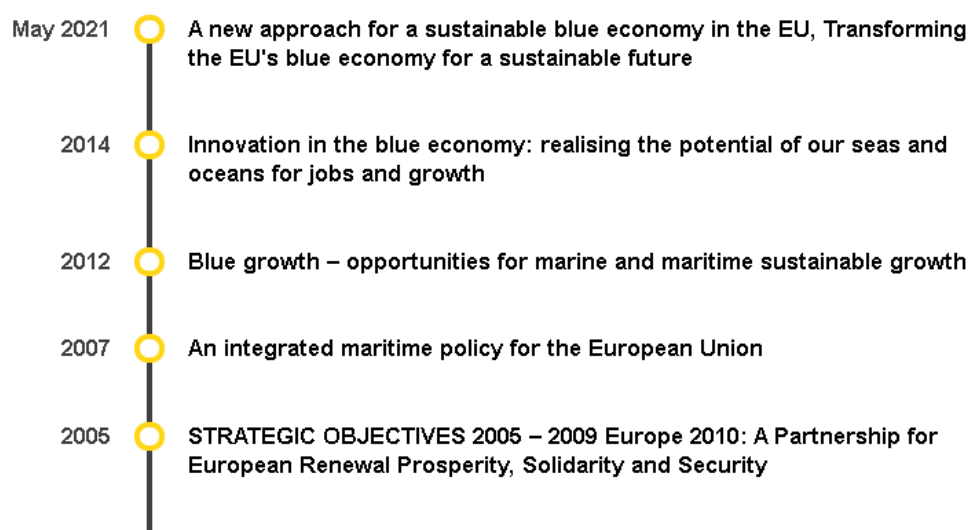 May 2021 A new approach for a sustainable blue economy in the EU, Transforming
the EU's blue economy for a sustainable future
2014 Innovation in the blue economy: realising the potential of our seas and
oceans for jobs and growth
2012 Blue growth – opportunities for marine and maritime sustainable growth
2007 An integrated maritime policy for the European Union
2005 STRATEGIC OBJECTIVES 2005 – 2009 Europe 2010: A Partnership for
European Renewal Prosperity, Solidarity and Security